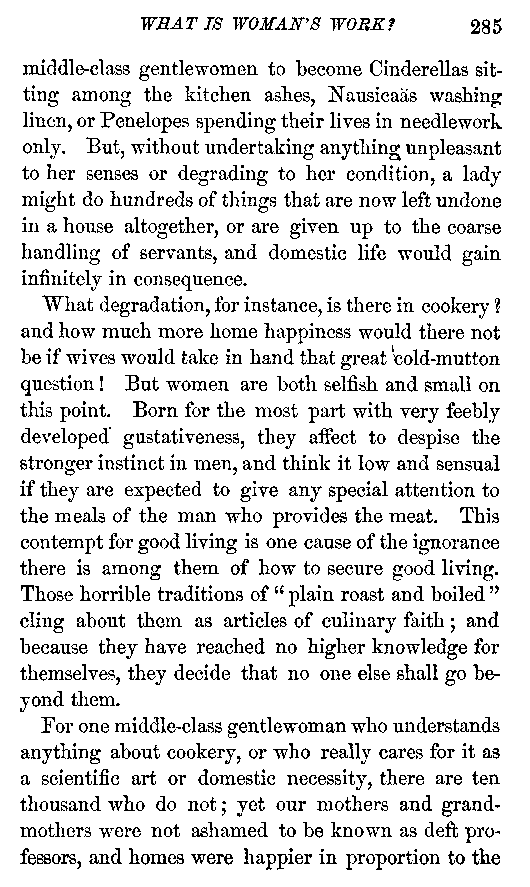 WHAT IS WOMAN'S WORK? 285
middle-class gentlewomen to become Cinderellas sit-
ting among the kitchen ashes, Nausicaäs washing
linen, or Penelopes spending their lives in needlework
only. But, without undertaking anything unpleasant
to her senses or degrading to her condition, a lady
might do hundreds of things that are now left undone
in a house altogether, or are given up to the coarse
handling of servants, and domestic life would gain
infinitely in consequence.
What degradation, for instance, is there in cookery?
and how much more home happiness would there not
be if wives would take in hand that great cold-mutton
question! But women are both selfish and small on
this point. Born for the most part with very feebly
developed gustativeness, they affect to despise the
stronger instinct in men, and think it low and sensual
if they are expected to give any special attention to
the meals of the man who provides the meat. This
contempt for good living is one cause of the ignorance
there is among them of how to secure good living.
Those horrible traditions of "plain roast and boiled"
cling about them as articles of culinary faith; and
because they have reached no higher knowledge for
themselves, they decide that no one else shall go be-
yond them.
For one middle-class gentlewoman who understands
anything about cookery, or who really cares for it as
a scientific art or domestic necessity, there are ten
thousand who do not; yet our mothers and grand-
mothers were not ashamed to be known as deft pro-
fessors, and homes were happier in proportion to the